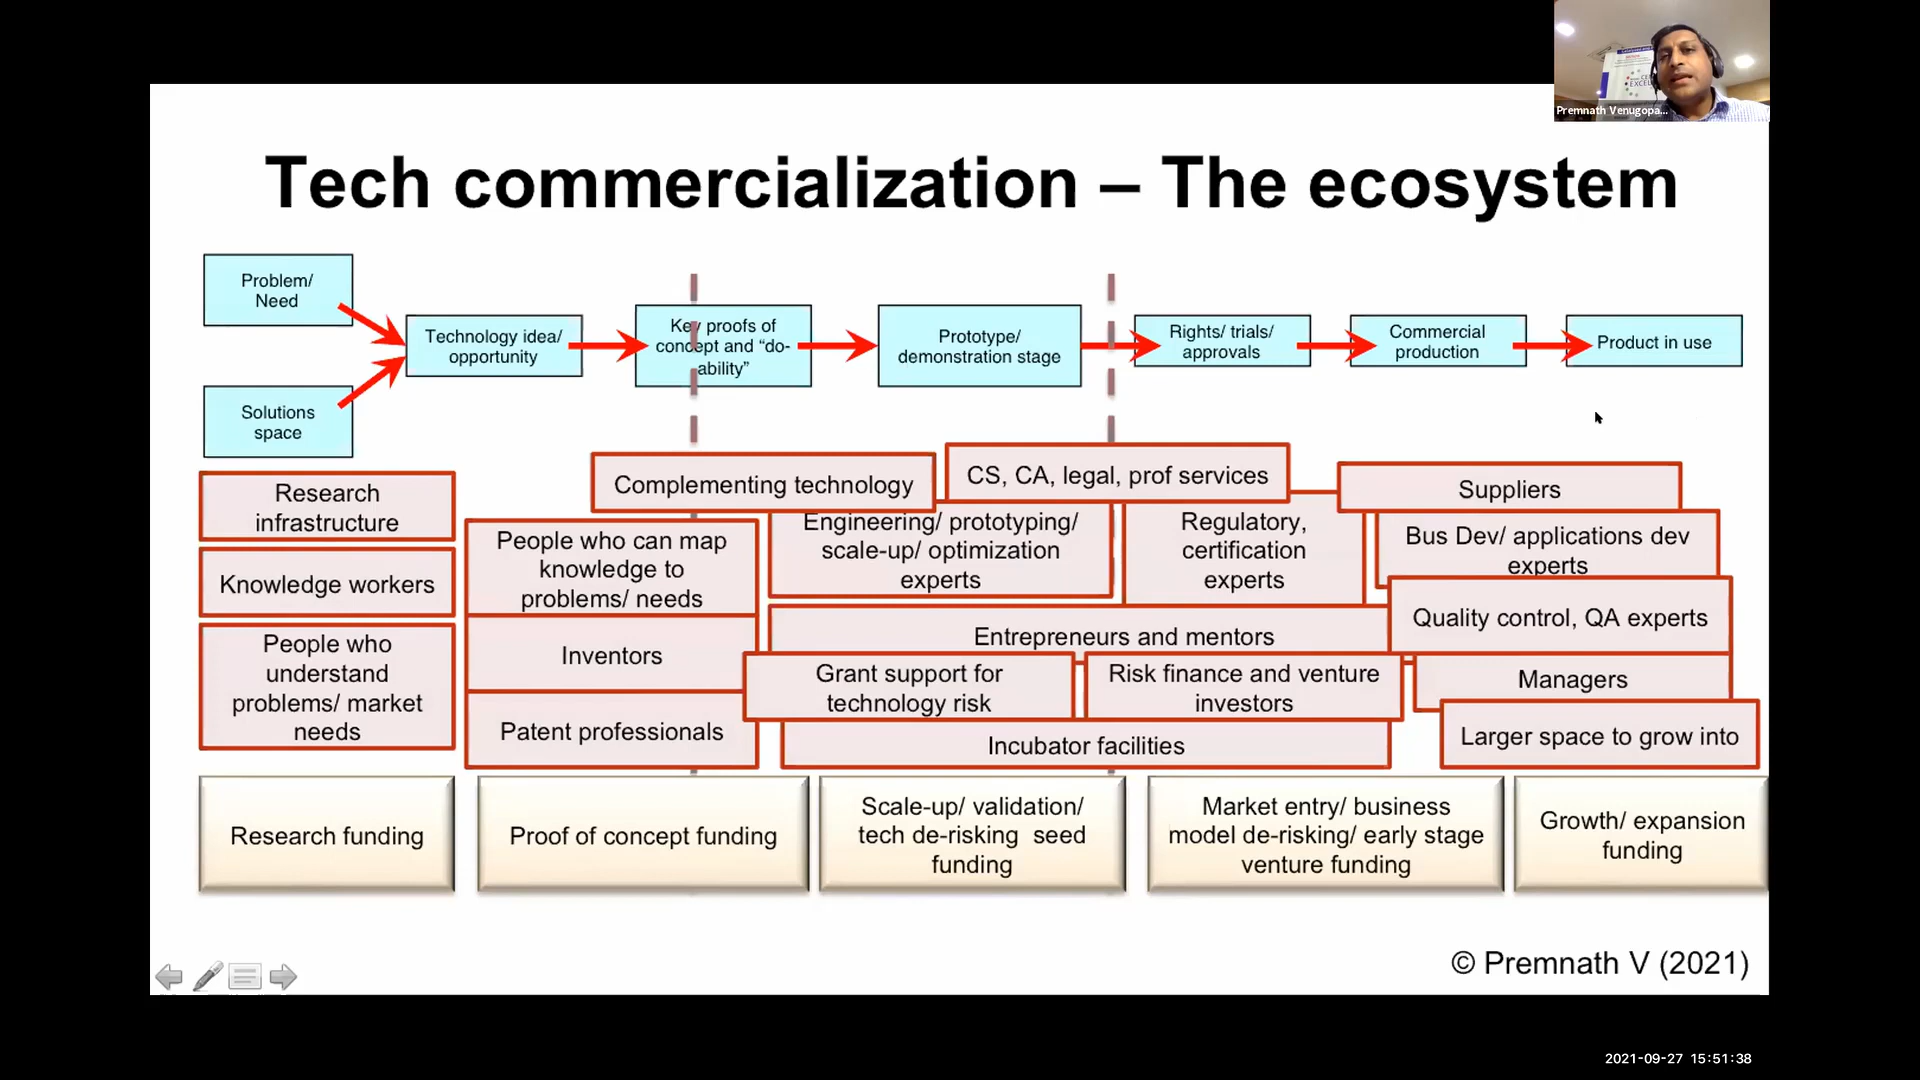 Premnath Venugopa...
Tech commercialization – The ecosystem
Problem/
Need
Solutions
space
Technology idea/
opportunity
Key proofs of
concept and “do-
ability”
Prototype/
demonstration stage
Rights/ trials/
approvals
Commercial
production
Product in use
Research
infrastructure
Knowledge workers
People who
understand
problems/ market
needs
Complementing technology
People who can map
knowledge to
problems/ needs
Inventors
Patent professionals
CS, CA, legal, prof services
Engineering/ prototyping/
scale-up/ optimization
experts
Regulatory,
certification
experts
Entrepreneurs and mentors
Grant support for
technology risk
Risk finance and venture
investors
Incubator facilities
Suppliers
Bus Dev/ applications dev
experts
Quality control, QA experts
Managers
Larger space to grow into
Research funding
Proof of concept funding
Scale-up/ validation/
tech de-risking seed
funding
Market entry/ business
model de-risking/ early stage
venture funding
Growth/ expansion
funding
© Premnath V (2021)
2021-09-27 15:51:38